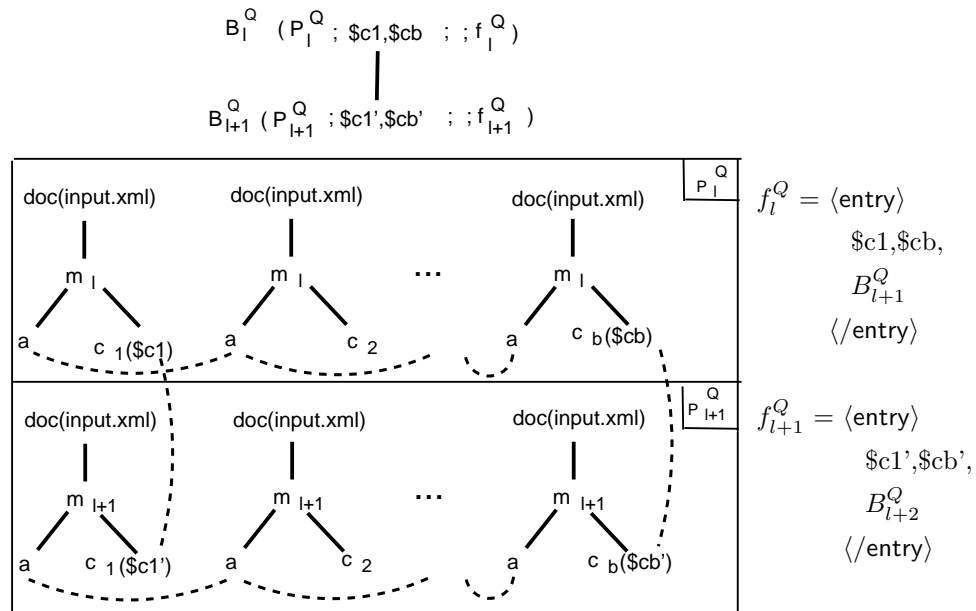 B_l^Q ( P_l^Q ; $c1,$cb ; ; f_l^Q )
B_{l+1}^Q ( P_{l+1}^Q ; $c1',$cb' ; ; f_{l+1}^Q )
P_l^Q
doc(input.xml) doc(input.xml) doc(input.xml)
m_l m_l ... m_l
a c_1($c1) a c_2 a c_b($cb)
f_l^Q = ⟨entry⟩
$c1,$cb,
B_{l+1}^Q
⟨/entry⟩
P_{l+1}^Q
doc(input.xml) doc(input.xml) doc(input.xml)
m_{l+1} m_{l+1} ... m_{l+1}
a c_1($c1') a c_2 a c_b($cb')
f_{l+1}^Q = ⟨entry⟩
$c1',$cb',
B_{l+2}^Q
⟨/entry⟩